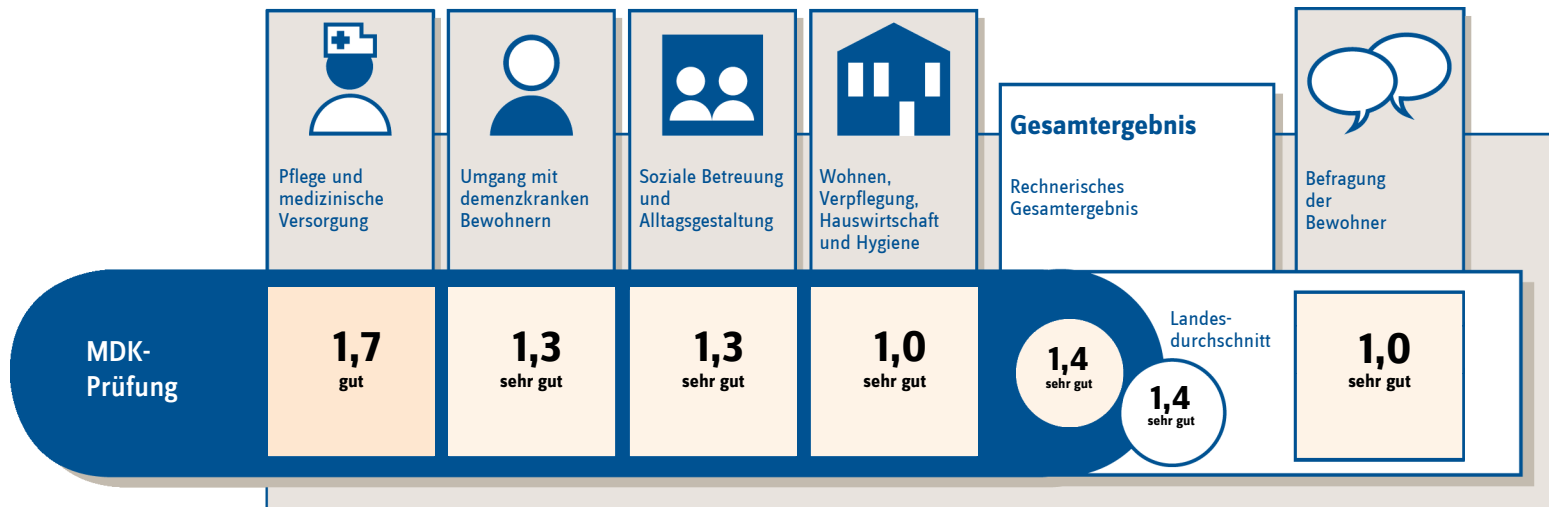 Pflege und
medizinische
Versorgung
Umgang mit
demenzkranken
Bewohnern
Soziale Betreuung
und
Alltagsgestaltung
Wohnen,
Verpflegung,
Hauswirtschaft
und Hygiene
Gesamtergebnis
Rechnerisches
Gesamtergebnis
Befragung
der
Bewohner
MDK-
Prüfung
1,7
gut
1,3
sehr gut
1,3
sehr gut
1,0
sehr gut
1,4
sehr gut
Landes-
durchschnitt
1,4
sehr gut
1,0
sehr gut